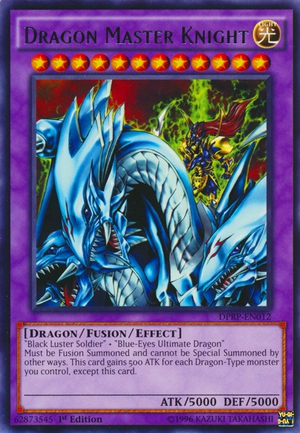 DRAGON MASTER KNIGHT
LIGHT
光
DPRP-EN012
[DRAGON/FUSION/EFFECT]
"Black Luster Soldier" + "Blue-Eyes Ultimate Dragon"
Must be Fusion Summoned and cannot be Special Summoned by
other ways. This card gains 500 ATK for each Dragon-Type monster
you control, except this card.
ATK/5000 DEF/5000
62873545 1st Edition ©1996 KAZUKI TAKAHASHI